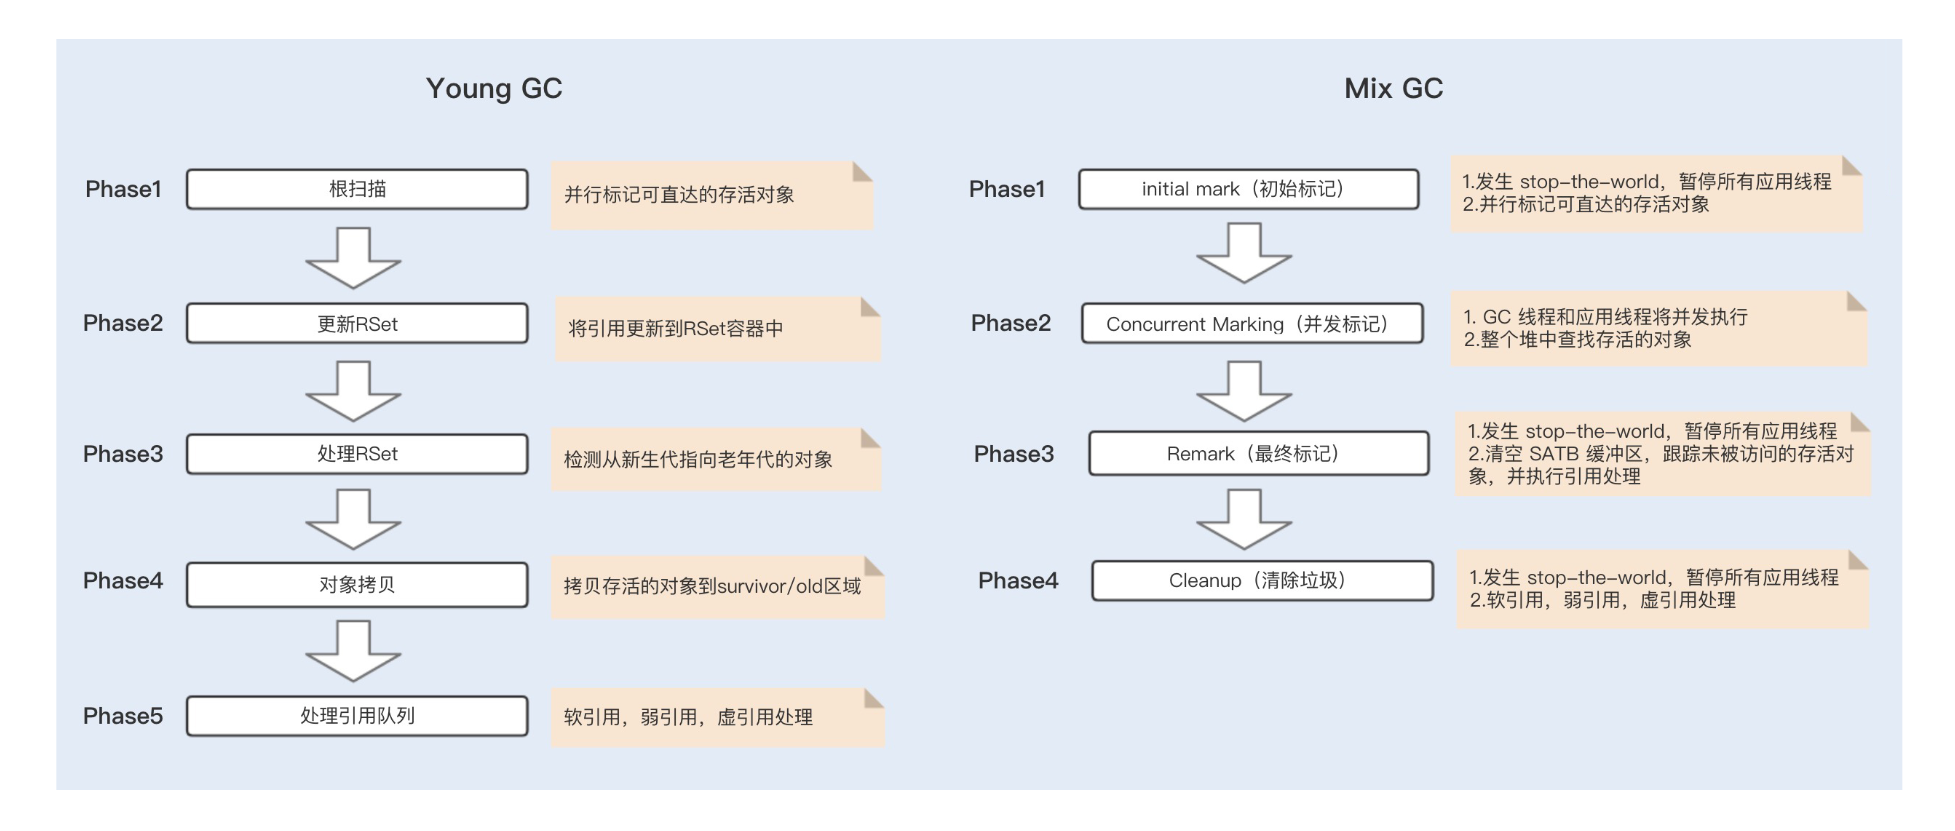 Young GC
Phase1
根扫描
并行标记可直达的存活对象
Phase2
更新RSet
将引用更新到RSet容器中
Phase3
处理RSet
检测从新生代指向老年代的对象
Phase4
对象拷贝
拷贝存活的对象到survivor/old区域
Phase5
处理引用队列
软引用，弱引用，虚引用处理
Mix GC
Phase1
initial mark（初始标记）
1.发生 stop-the-world，暂停所有应用线程
2.并行标记可直达的存活对象
Phase2
Concurrent Marking（并发标记）
1. GC 线程和应用线程将并发执行
2.整个堆中查找存活的对象
Phase3
Remark（最终标记）
1.发生 stop-the-world，暂停所有应用线程
2.清空 SATB 缓冲区，跟踪未被访问的存活对
象，并执行引用处理
Phase4
Cleanup（清除垃圾）
1.发生 stop-the-world，暂停所有应用线程
2.软引用，弱引用，虚引用处理